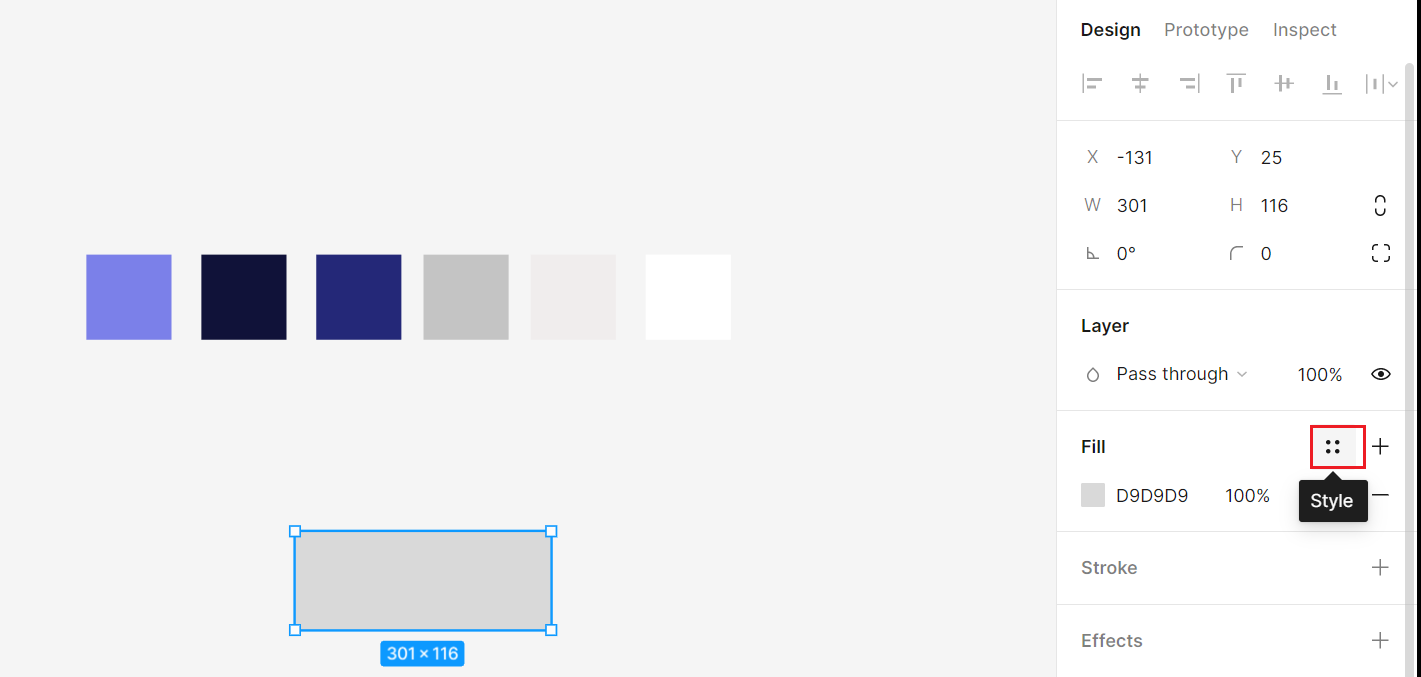 Design Prototype Inspect
X -131 Y 25
W 301 H 116
0° 0
Layer
Pass through 100%
Fill
D9D9D9 100%
Style
Stroke
Effects
301 × 116